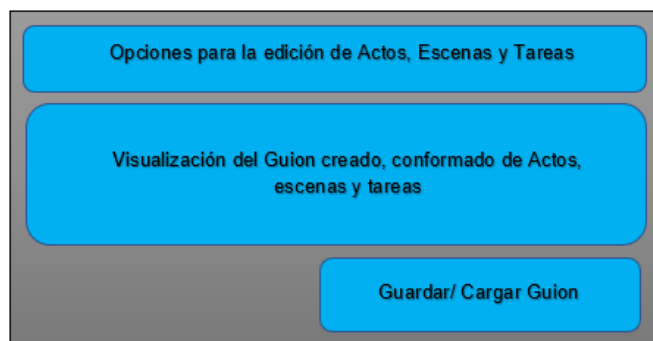 Opciones para la edición de Actos, Escenas y Tareas
Visualización del Guion creado, conformado de Actos,
escenas y tareas
Guardar/ Cargar Guion